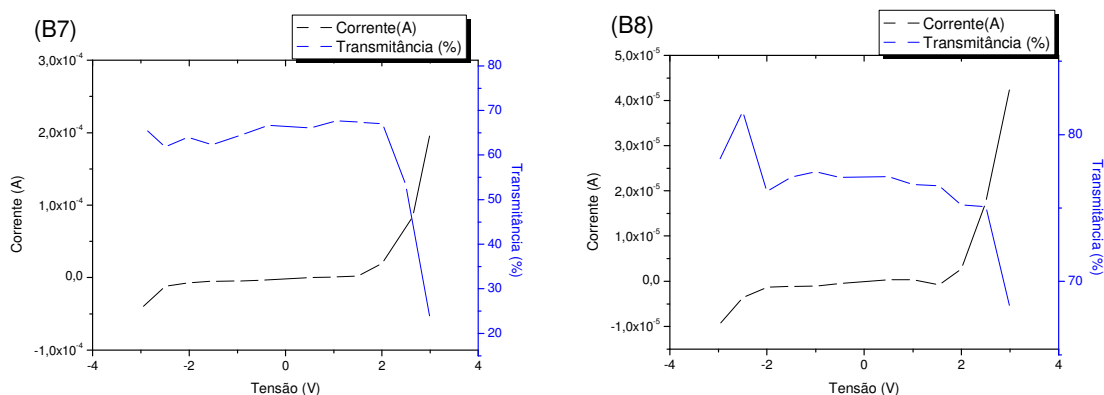 (B7)
Corrente(A)
Transmitância (%)
3,0x10⁻⁴
2,0x10⁻⁴
1,0x10⁻⁴
0,0
-1,0x10⁻⁴
Corrente (A)
80
70
60
50
40
30
20
Transmitância (%)
-4 -2 0 2 4
Tensão (V)
(B8)
Corrente(A)
Transmitância (%)
5,0x10⁻⁵
4,0x10⁻⁵
3,0x10⁻⁵
2,0x10⁻⁵
1,0x10⁻⁵
0,0
-1,0x10⁻⁵
Corrente (A)
80
70
Transmitância (%)
-4 -2 0 2 4
Tensão (V)